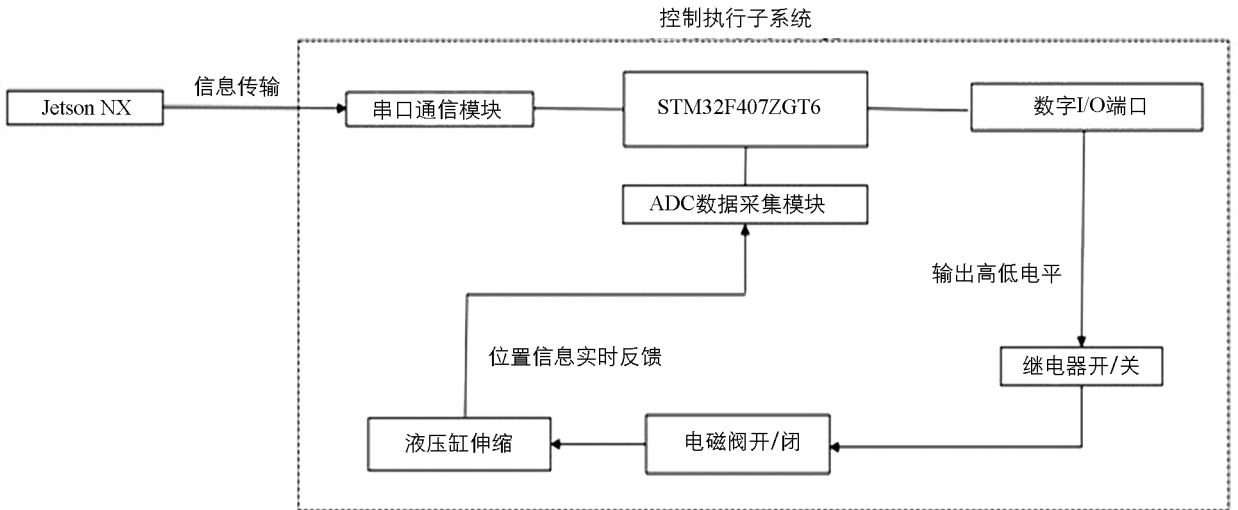 控制执行子系统
信息传输
Jetson NX
串口通信模块
STM32F407ZGT6
数字I/O端口
ADC数据采集模块
输出高低电平
位置信息实时反馈
继电器开/关
液压缸伸缩
电磁阀开/闭